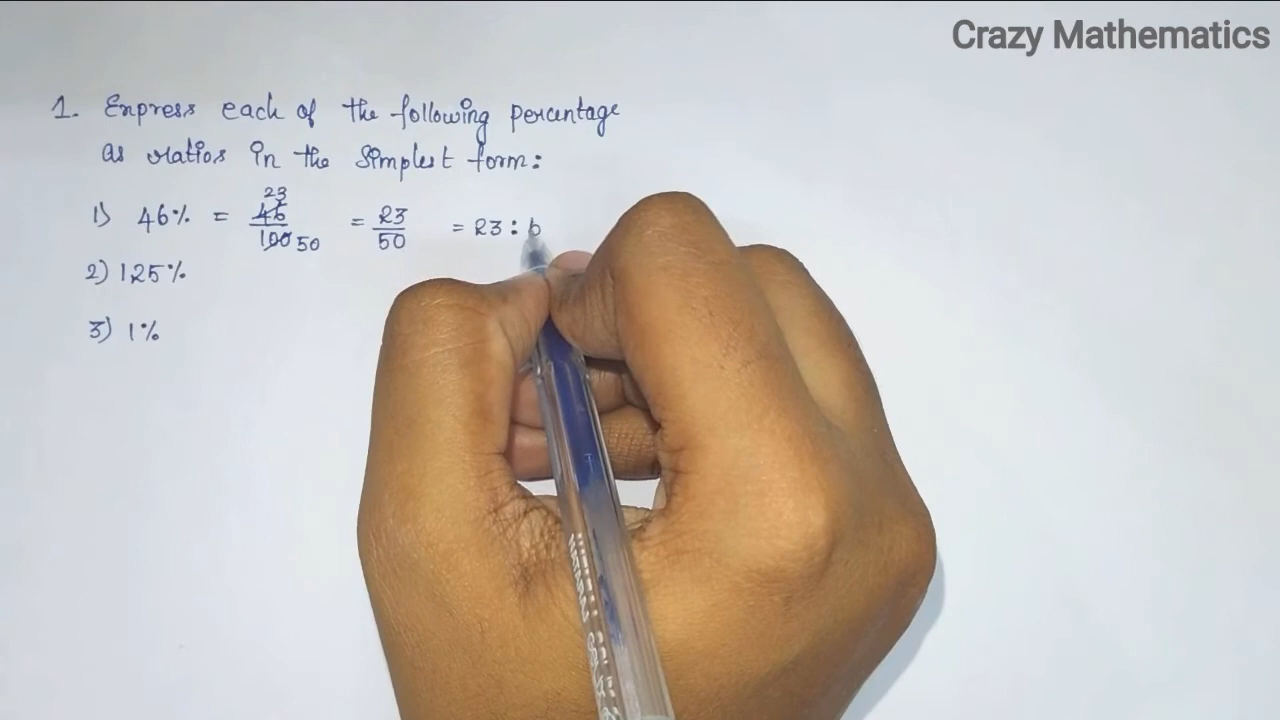 Crazy Mathematics
1. Express each of the following percentage
as ratios in the simplest form:
1) 46% = 46/100 23 50 = 23/50 = 23 : 5
2) 125%
3) 1%